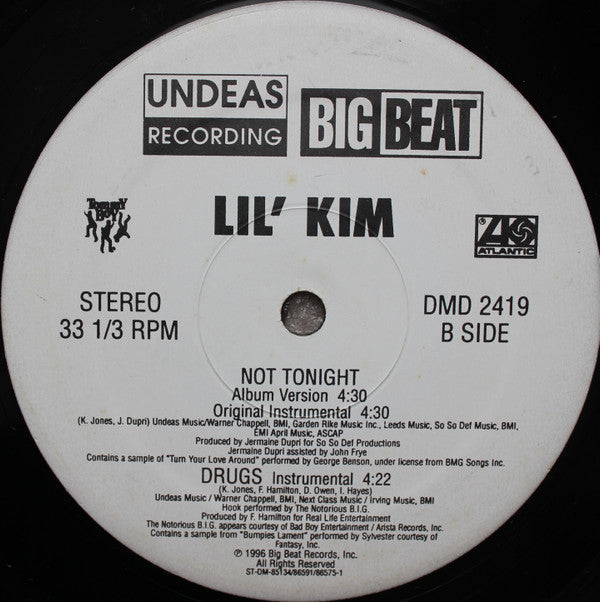 UNDEAS
RECORDING
BIG BEAT
LIL' KIM
Tommy
Boy
ATLANTIC
STEREO
33 1/3 RPM
DMD 2419
B SIDE
NOT TONIGHT
Album Version 4:30
Original Instrumental 4:30
(K. Jones, J. Dupri) Undeas Music/Warner Chappell, BMI, Garden Rike Music Inc., Leeds Music, So So Def Music, BMI,
EMI April Music, ASCAP
Produced by Jermaine Dupri for So So Def Productions
Jermaine Dupri assisted by John Frye
Contains a sample of "Turn Your Love Around" performed by George Benson, under license from BMG Songs Inc.
DRUGS Instrumental 4:22
(K. Jones, F. Hamilton, D. Owen, I. Hayes)
Undeas Music / Warner Chappell, BMI, Next Class Music / Irving Music, BMI
Hook performed by The Notorious B.I.G.
Produced by F. Hamilton for Real Life Entertainment
The Notorious B.I.G. appears courtesy of Bad Boy Entertainment / Arista Records, Inc.
Contains a sample from "Bumpies Lament" performed by Sylvester courtesy of
Fantasy, Inc.
℗ 1996 Big Beat Records, Inc.
All Rights Reserved
ST-DM-85134/86591/86575-1